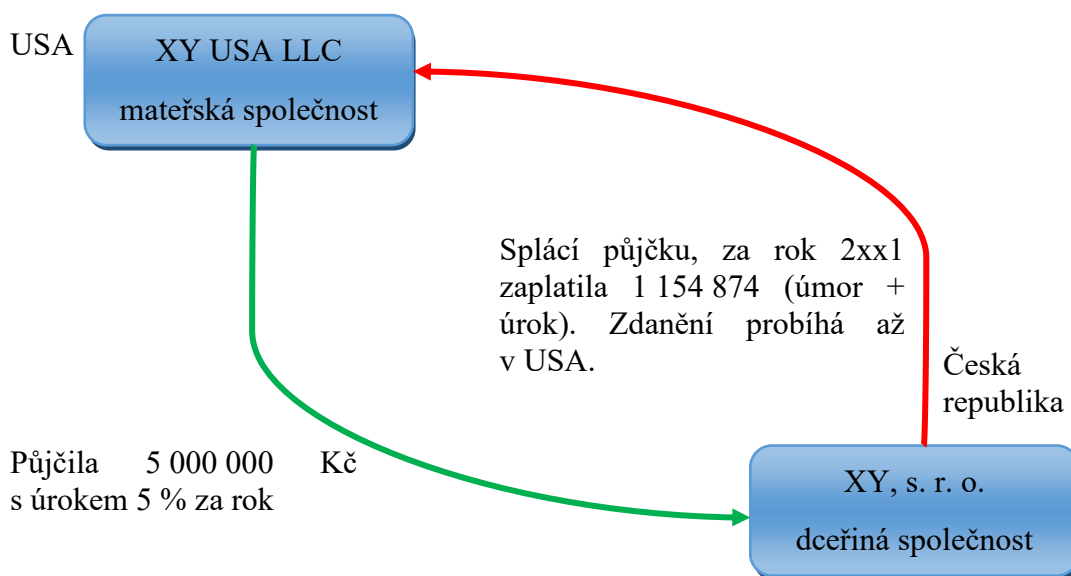 USA
XY USA LLC
mateřská společnost
Splácí půjčku, za rok 2xx1
zaplatila 1 154 874 (úmor +
úrok). Zdanění probíhá až
v USA.
Česká
republika
Půjčila 5 000 000 Kč
s úrokem 5 % za rok
XY, s. r. o.
dceřiná společnost